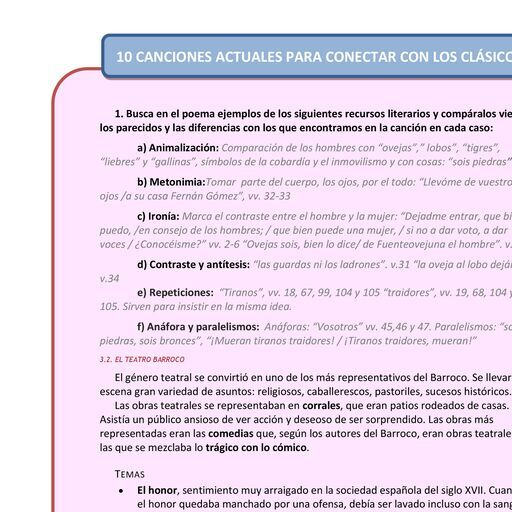 10 CANCIONES ACTUALES PARA CONECTAR CON LOS CLÁSICO
1. Busca en el poema ejemplos de los siguientes recursos literarios y compáralos vie
los parecidos y las diferencias con los que encontramos en la canción en cada caso:
a) Animalización: Comparación de los hombres con “ovejas”,” lobos”, “tigres”,
“liebres” y “gallinas”, símbolos de la cobardía y el inmovilismo y con cosas: “sois piedras”
b) Metonimia:Tomar parte del cuerpo, los ojos, por el todo: “Llevóme de vuestro
ojos /a su casa Fernán Gómez”, vv. 32-33
c) Ironía: Marca el contraste entre el hombre y la mujer: “Dejadme entrar, que bi
puedo, /en consejo de los hombres; / que bien puede una mujer, / si no a dar voto, a dar
voces / ¿Conocéisme?” vv. 2-6 “Ovejas sois, bien lo dice/ de Fuenteovejuna el hombre”. v.
d) Contraste y antítesis: “las guardas ni los ladrones”. v.31 “la oveja al lobo dejá
v.34
e) Repeticiones: “Tiranos”, vv. 18, 67, 99, 104 y 105 “traidores”, vv. 19, 68, 104 y
105. Sirven para insistir en la misma idea.
f) Anáfora y paralelismos: Anáforas: “Vosotros” vv. 45,46 y 47. Paralelismos: “so
piedras, sois bronces”, “¡Mueran tiranos traidores! / ¡Tiranos traidores, mueran!”
3.2. EL TEATRO BARROCO
El género teatral se convirtió en uno de los más representativos del Barroco. Se llevar
escena gran variedad de asuntos: religiosos, caballerescos, pastoriles, sucesos históricos.
Las obras teatrales se representaban en corrales, que eran patios rodeados de casas.
Asistía un público ansioso de ver acción y deseoso de ser sorprendido. Las obras más
representadas eran las comedias que, según los autores del Barroco, eran obras teatrale
las que se mezclaba lo trágico con lo cómico.
TEMAS
• El honor, sentimiento muy arraigado en la sociedad española del siglo XVII. Cuan
el honor quedaba manchado por una ofensa, debía ser lavado incluso con la sang